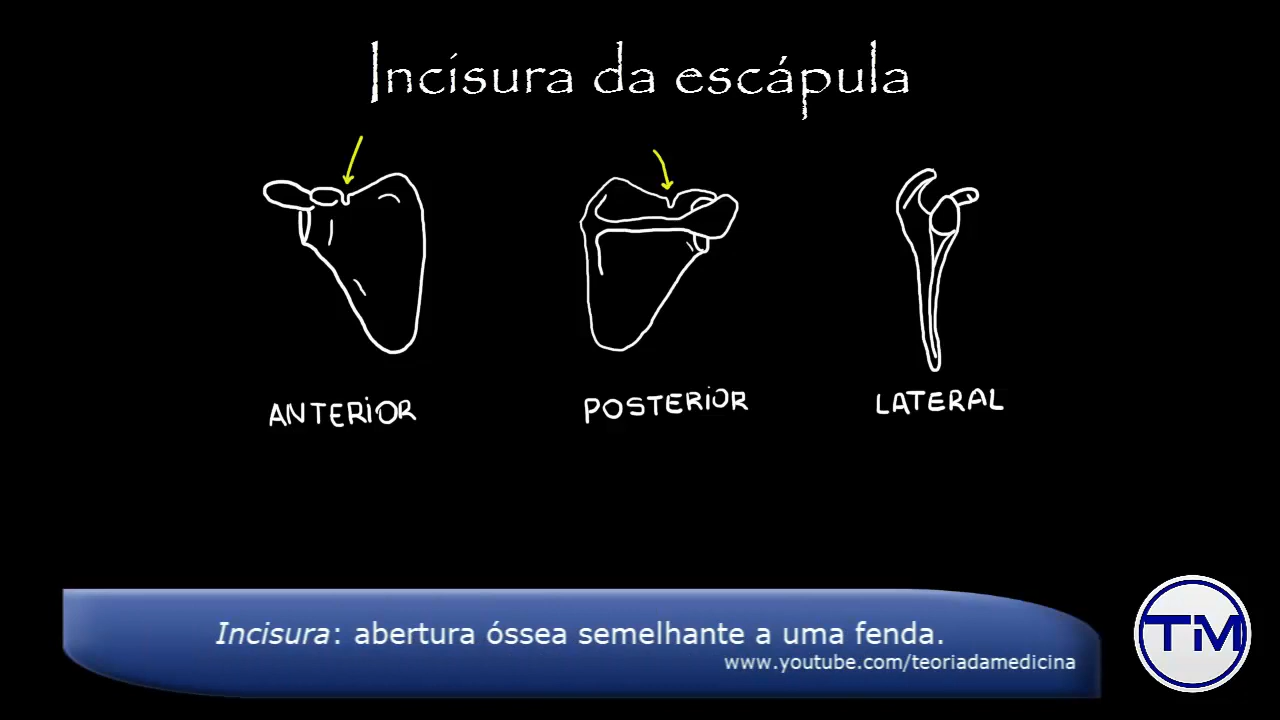 Incisura da escápula
ANTERIOR
POSTERIOR
LATERAL
Incisura: abertura óssea semelhante a uma fenda.
www.youtube.com/teoriadamedicina
TM